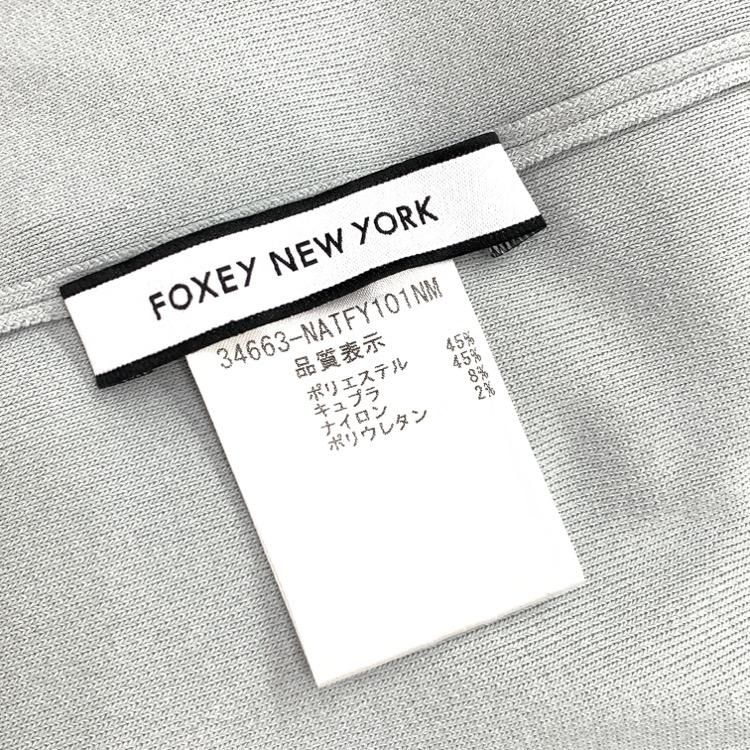 FOXEY NEW YORK
34663-NATFY101NM
品質表示
ポリエステル 45%
キュプラ 45%
ナイロン 8%
ポリウレタン 2%